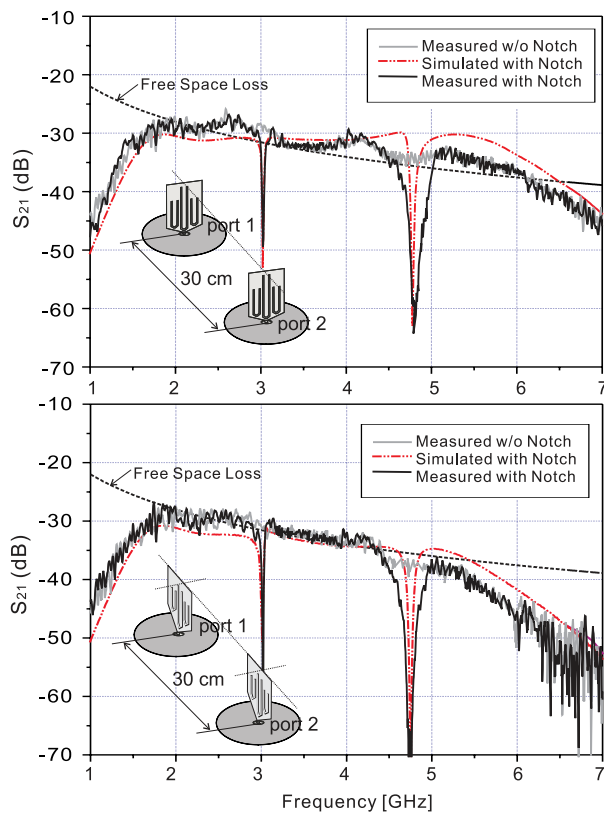 -10
-20
-30
-40
-50
-60
-70
S21 (dB)
Measured w/o Notch
Simulated with Notch
Measured with Notch
Free Space Loss
port 1
30 cm
port 2
1 2 3 4 5 6 7
-10
-20
-30
-40
-50
-60
-70
S21 (dB)
Measured w/o Notch
Simulated with Notch
Measured with Notch
Free Space Loss
port 1
30 cm
port 2
1 2 3 4 5 6 7
Frequency [GHz]